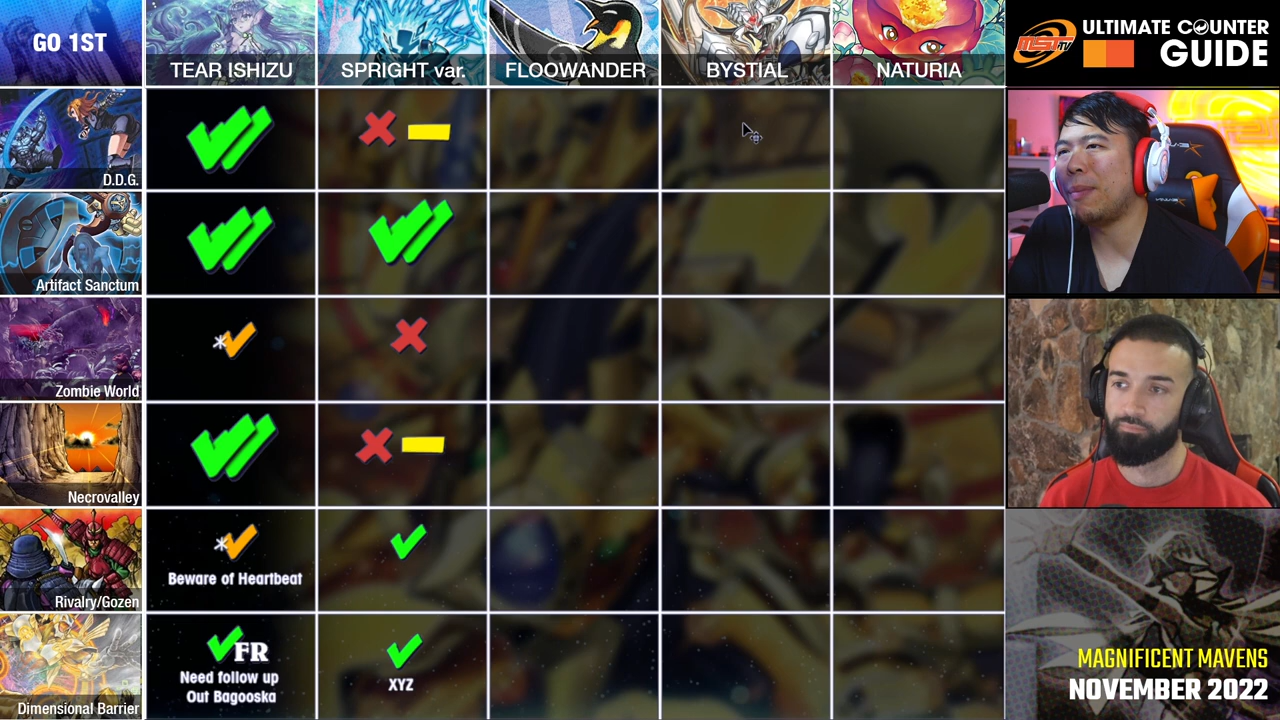 GO 1ST
TEAR ISHIZU
SPRIGHT var.
FLOOWANDER
BYSTIAL
NATURIA
MSTTV
ULTIMATE COUNTER
GUIDE
D.D.G.
Artifact Sanctum
Zombie World
*
Necrovalley
Rivalry/Gozen
*
Beware of Heartbeat
Dimensional Barrier
FR
Need follow up
Out Bagooska
XYZ
MAGNIFICENT MAVENS
NOVEMBER 2022